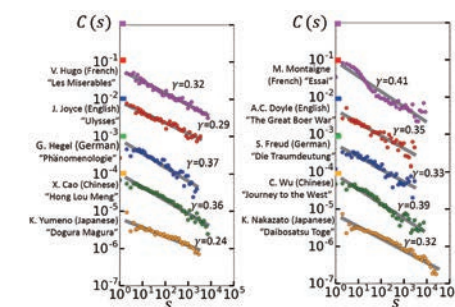 C (s)
V. Hugo (French)
"Les Miserables"
J. Joyce (English)
"Ulysses"
G. Hegel (German)
"Phänomenologie"
X. Cao (Chinese)
"Hong Lou Meng"
K. Yumeno (Japanese)
"Dogura Magura"
10⁻¹
10⁻²
10⁻³
10⁻⁴
10⁻⁵
10⁻⁶
10⁻⁷
γ=0.32
γ=0.29
γ=0.37
γ=0.36
γ=0.24
10⁰ 10¹ 10² 10³ 10⁴ 10⁵
s
C (s)
M. Montaigne
(French) "Essai"
A.C. Doyle (English)
"The Great Boer War"
S. Freud (German)
"Die Traumdeutung"
C. Wu (Chinese)
"Journey to the West"
K. Nakazato (Japanese)
"Daibosatsu Toge"
10⁻¹
10⁻²
10⁻³
10⁻⁴
10⁻⁵
10⁻⁶
10⁻⁷
γ=0.41
γ=0.35
γ=0.33
γ=0.39
γ=0.32
10⁰ 10¹ 10² 10³ 10⁴
s